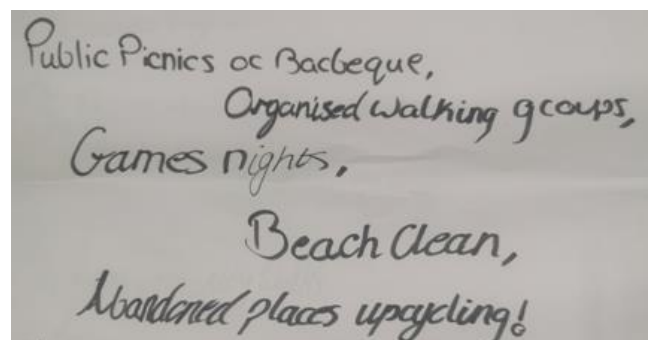 Public Picnics or Barbeque,
Organised walking groups,
Games nights,
Beach Clean,
Abandoned places upcycling!